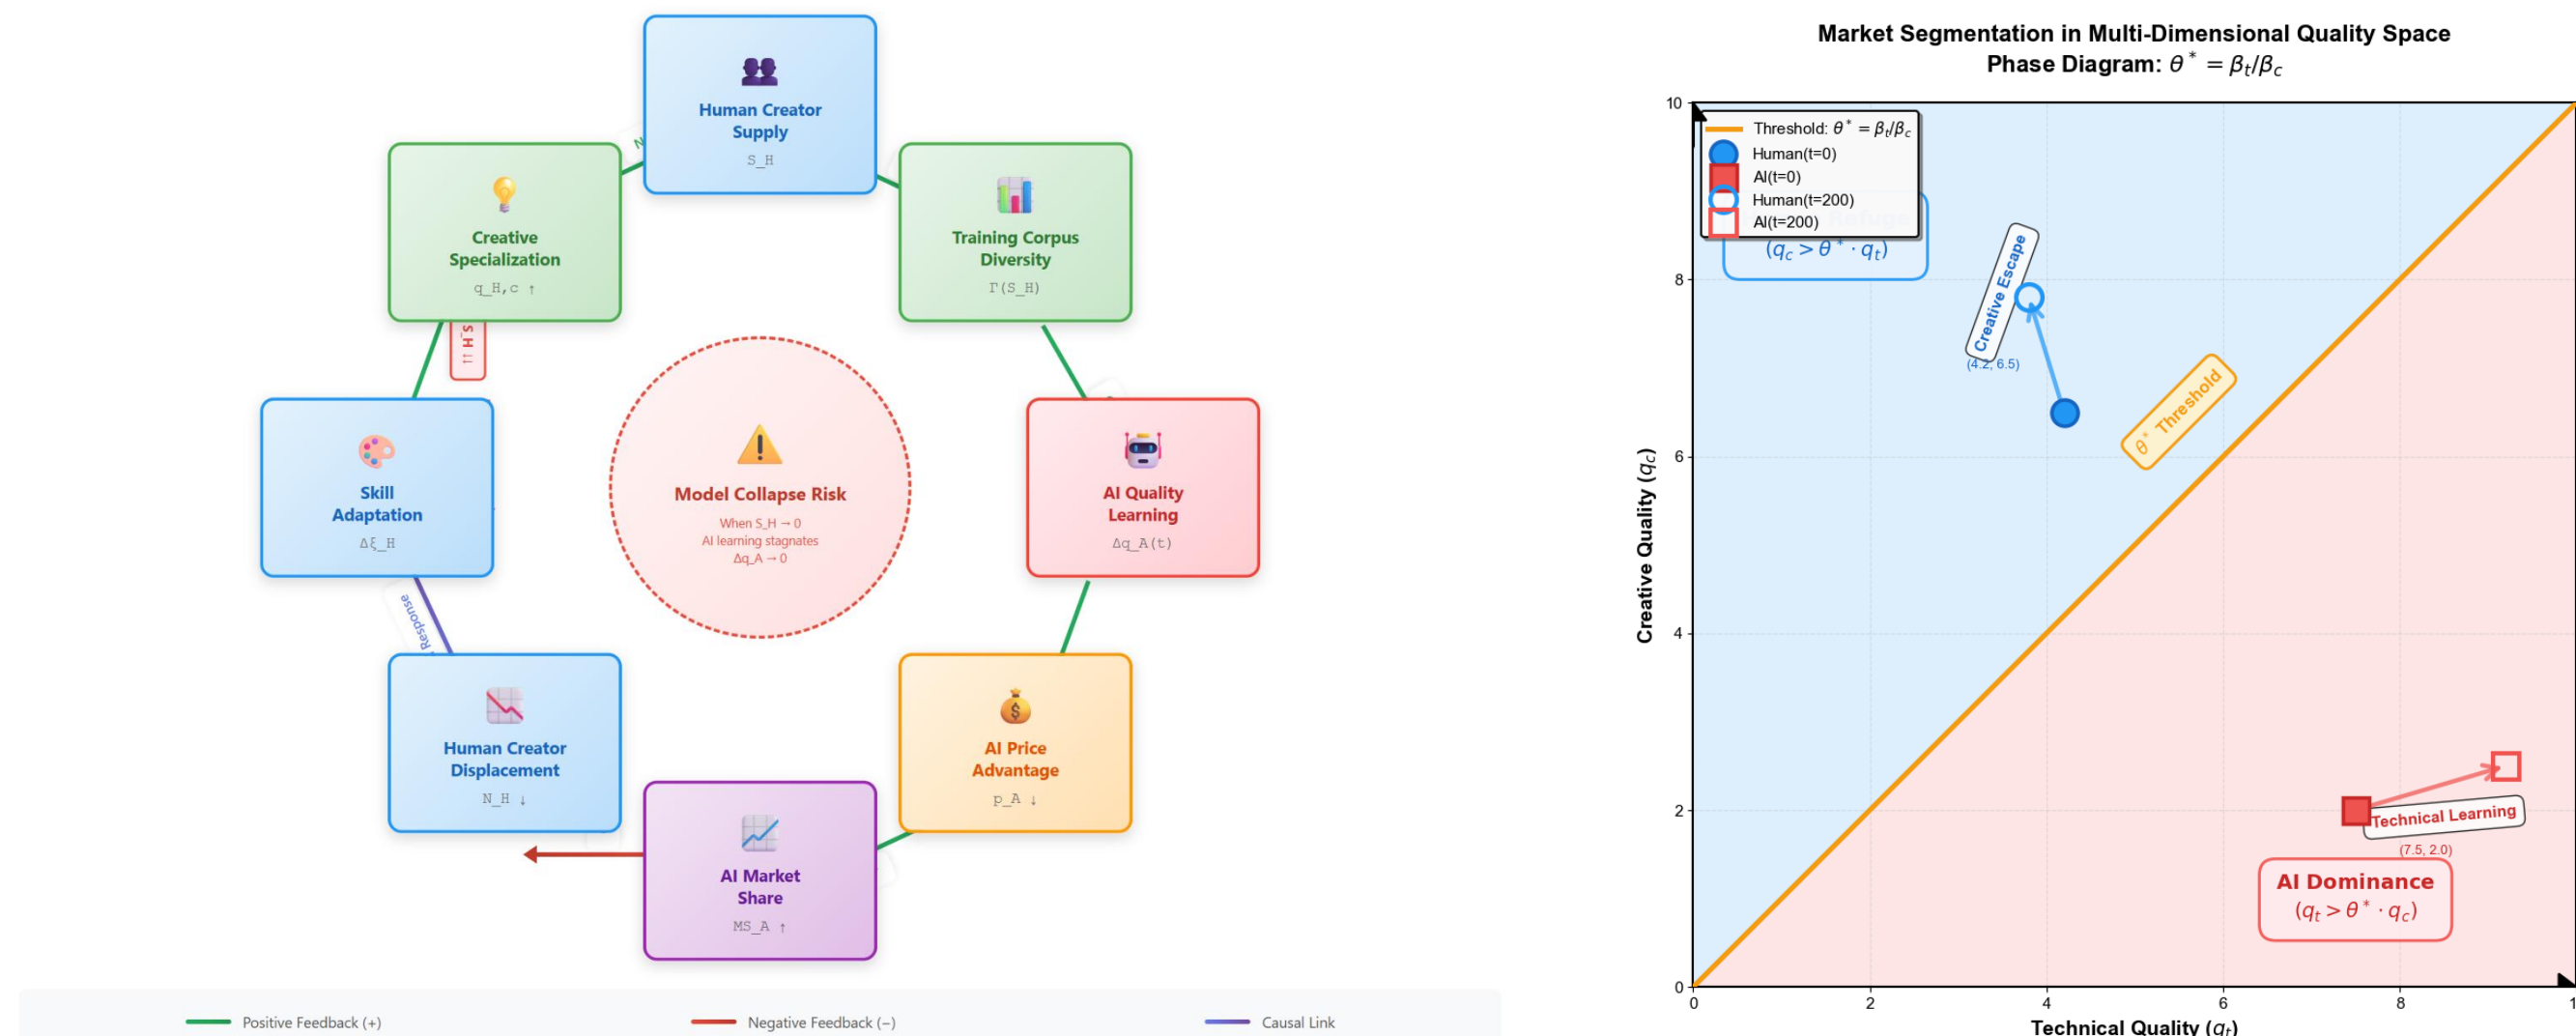 Human Creator
Supply
S_H
N
Creative
Specialization
q_H,c ↑
Training Corpus
Diversity
Γ(S_H)
S_H ↓↓
Skill
Adaptation
Δξ_H
Model Collapse Risk
When S_H → 0
AI learning stagnates
Δq_A → 0
AI Quality
Learning
Δq_A(t)
Response
Human Creator
Displacement
N_H ↓
AI Price
Advantage
p_A ↓
AI Market
Share
MS_A ↑
Positive Feedback (+)
Negative Feedback (−)
Causal Link
Market Segmentation in Multi-Dimensional Quality Space
Phase Diagram: θ* = β_t/β_c
Threshold: θ* = β_t/β_c
Human(t=0)
AI(t=0)
Human(t=200)
AI(t=200)
Refuge
(q_c > θ* · q_t)
Creative Escape
(4.2, 6.5)
θ* Threshold
Technical Learning
(7.5, 2.0)
AI Dominance
(q_t > θ* · q_c)
Creative Quality (q_c)
10
8
6
4
2
0
0
2
4
6
8
1
Technical Quality (q_t)